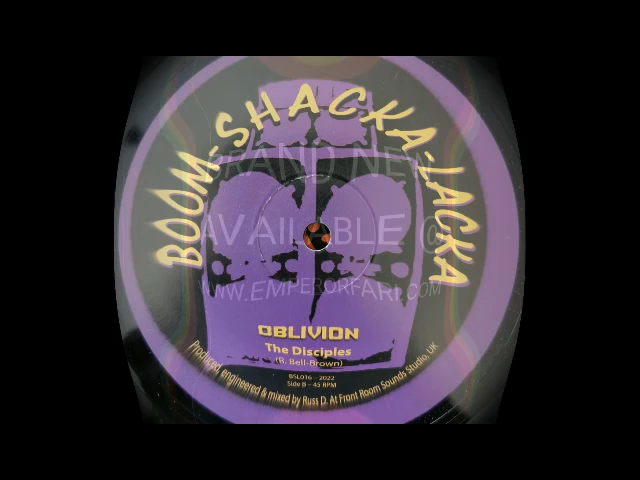 BOOM-SHACKA-LACKA
BRAND NEW
AVAILABLE @
WWW.EMPERORFARI.COM
OBLIVION
The Disciples
(R. Bell-Brown)
BSL016 - 2022
Side B - 45 RPM
Produced, engineered & mixed by Russ D. At Front Room Sounds Studio, UK